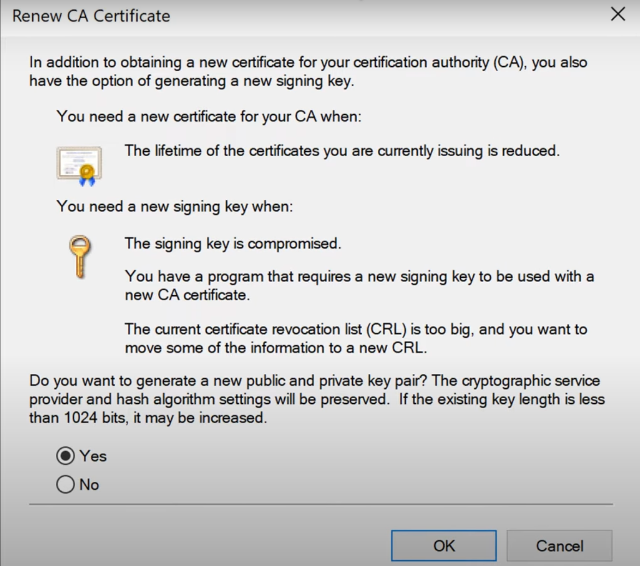 Renew CA Certificate
In addition to obtaining a new certificate for your certification authority (CA), you also
have the option of generating a new signing key.
You need a new certificate for your CA when:
The lifetime of the certificates you are currently issuing is reduced.
You need a new signing key when:
The signing key is compromised.
You have a program that requires a new signing key to be used with a
new CA certificate.
The current certificate revocation list (CRL) is too big, and you want to
move some of the information to a new CRL.
Do you want to generate a new public and private key pair? The cryptographic service
provider and hash algorithm settings will be preserved. If the existing key length is less
than 1024 bits, it may be increased.
Yes
No
OK Cancel